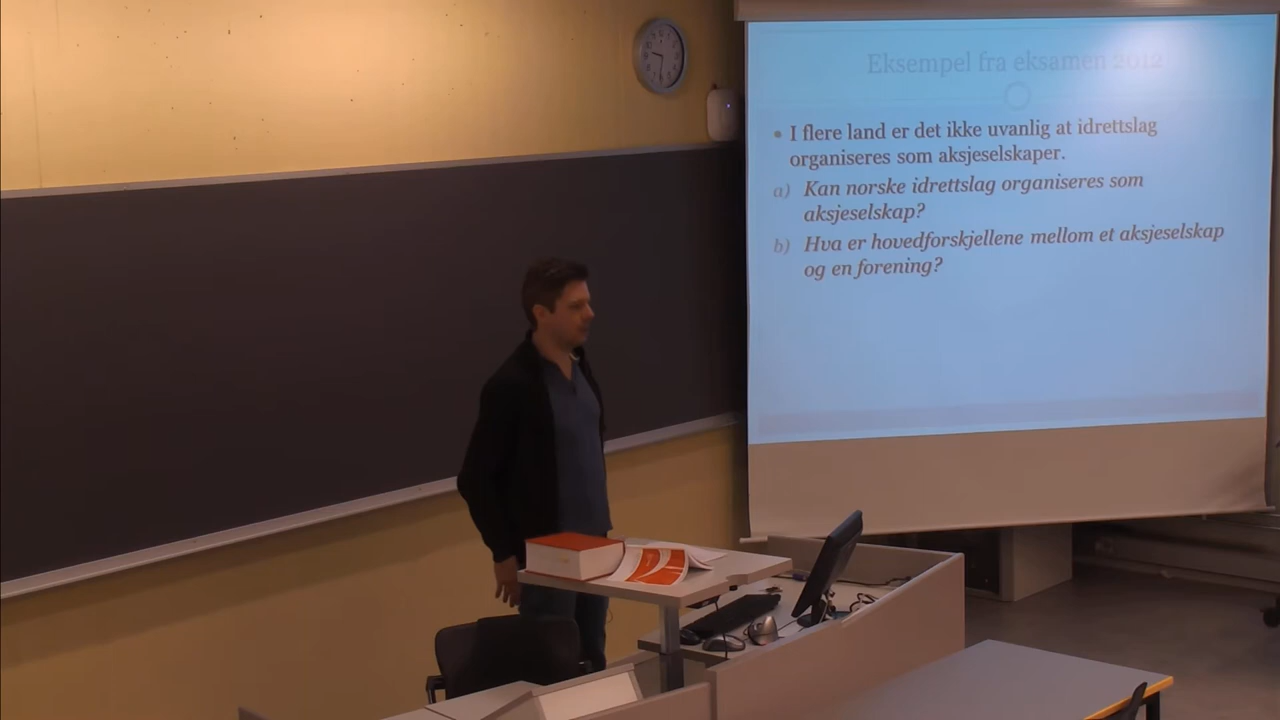 Eksempel fra eksamen 2012
• I flere land er det ikke uvanlig at idrettslag
organiseres som aksjeselskaper.
a) Kan norske idrettslag organiseres som
aksjeselskap?
b) Hva er hovedforskjellene mellom et aksjeselskap
og en forening?